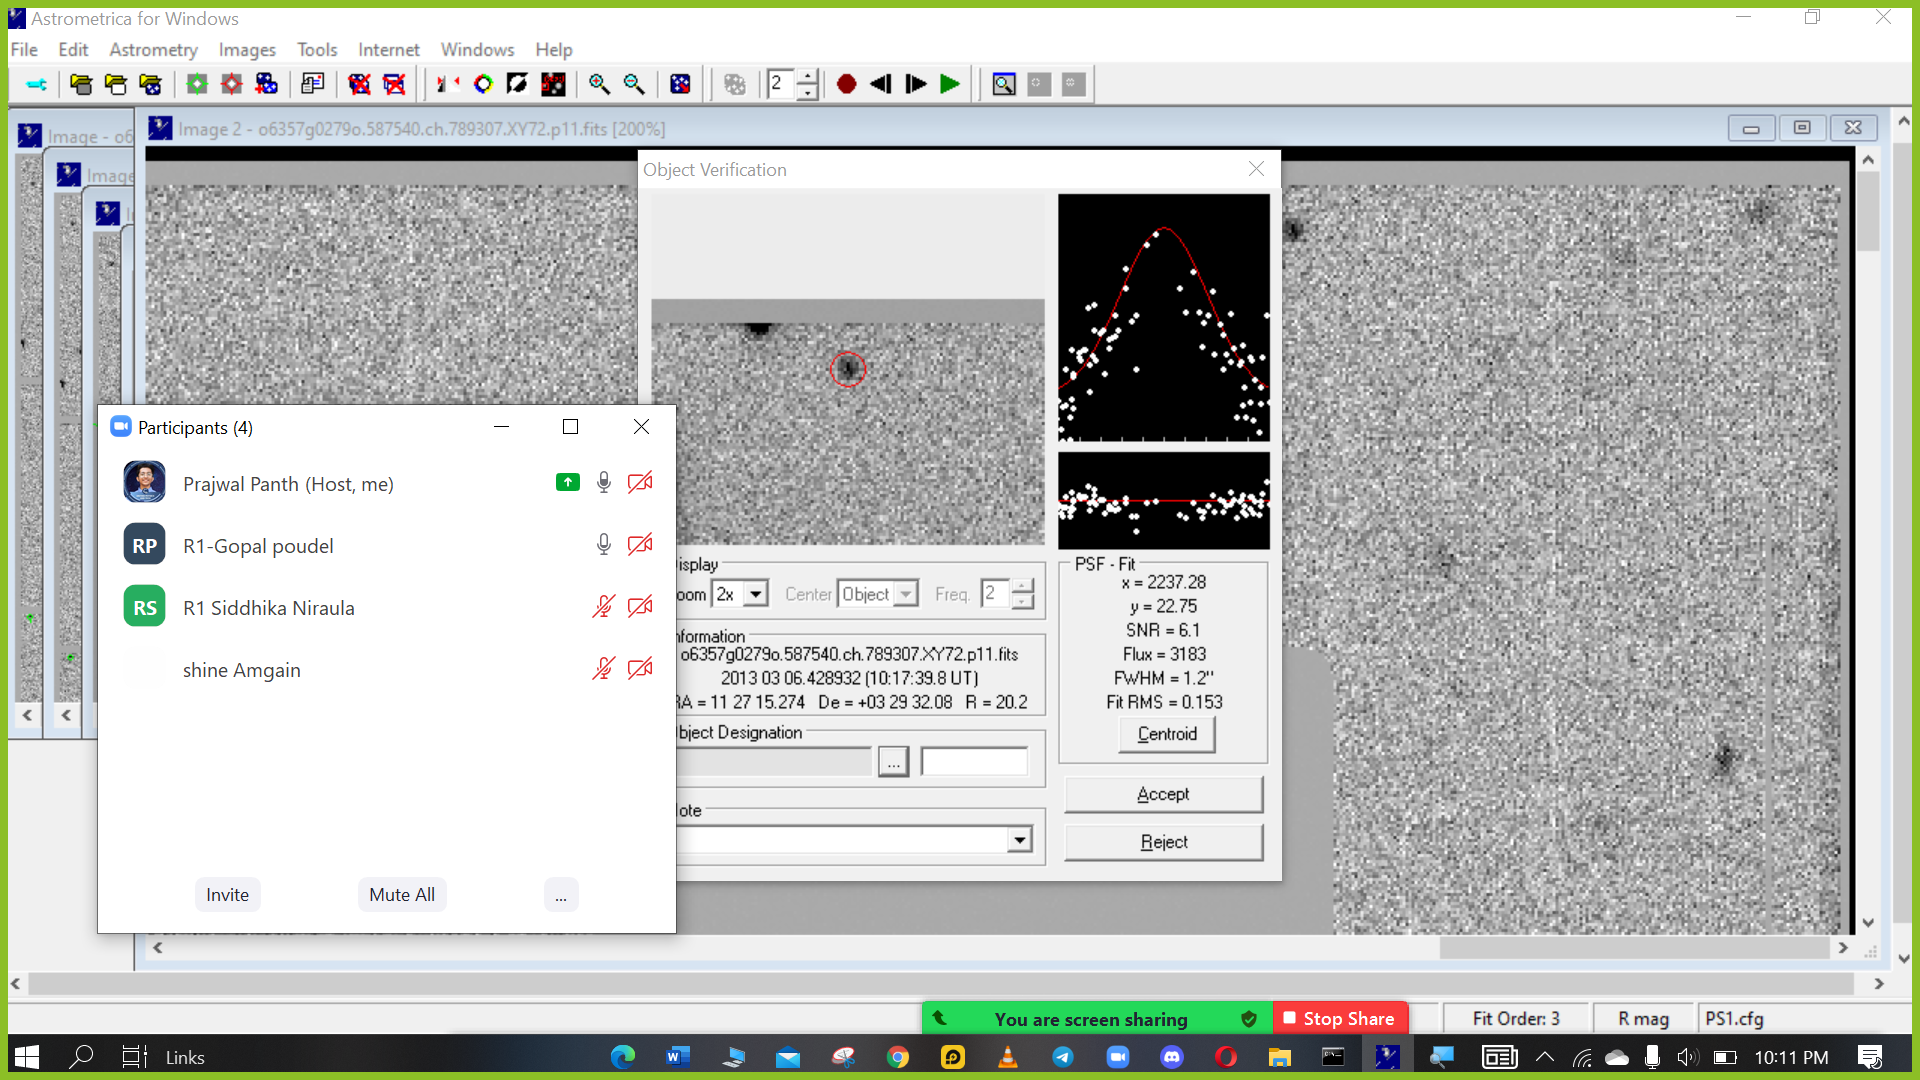 Astrometrica for Windows
File Edit Astrometry Images Tools Internet Windows Help
2
Image - o6
Image
Image 2 - o6357g0279o.587540.ch.789307.XY72.p11.fits [200%]
Object Verification
Participants (4)
Prajwal Panth (Host, me)
RP R1-Gopal poudel
RS R1 Siddhika Niraula
shine Amgain
Invite Mute All ...
isplay
oom 2x Center Object Freq. 2
nformation
o6357g0279o.587540.ch.789307.XY72.p11.fits
2013 03 06.428932 (10:17:39.8 UT)
RA = 11 27 15.274 De = +03 29 32.08 R = 20.2
bject Designation
...
ote
PSF - Fit
x = 2237.28
y = 22.75
SNR = 6.1
Flux = 3183
FWHM = 1.2"
Fit RMS = 0.153
Centroid
Accept
Reject
You are screen sharing Stop Share
Fit Order: 3 R mag PS1.cfg
Links 10:11 PM